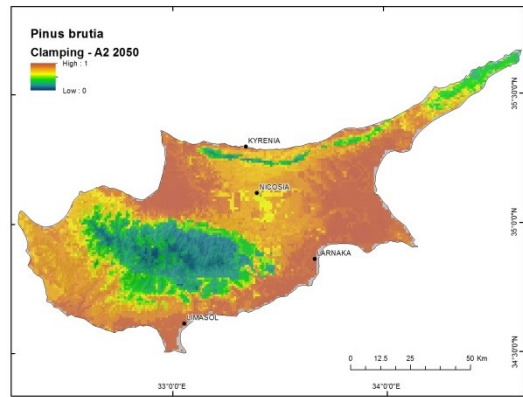 Pinus brutia
Clamping - A2 2050
High : 1
Low : 0
KYRENIA
NICOSIA
LARNAKA
LIMASOL
0 12.5 25 50 Km
33°0'0"E 34°0'0"E
35°30'0"N
35°0'0"N
34°30'0"N